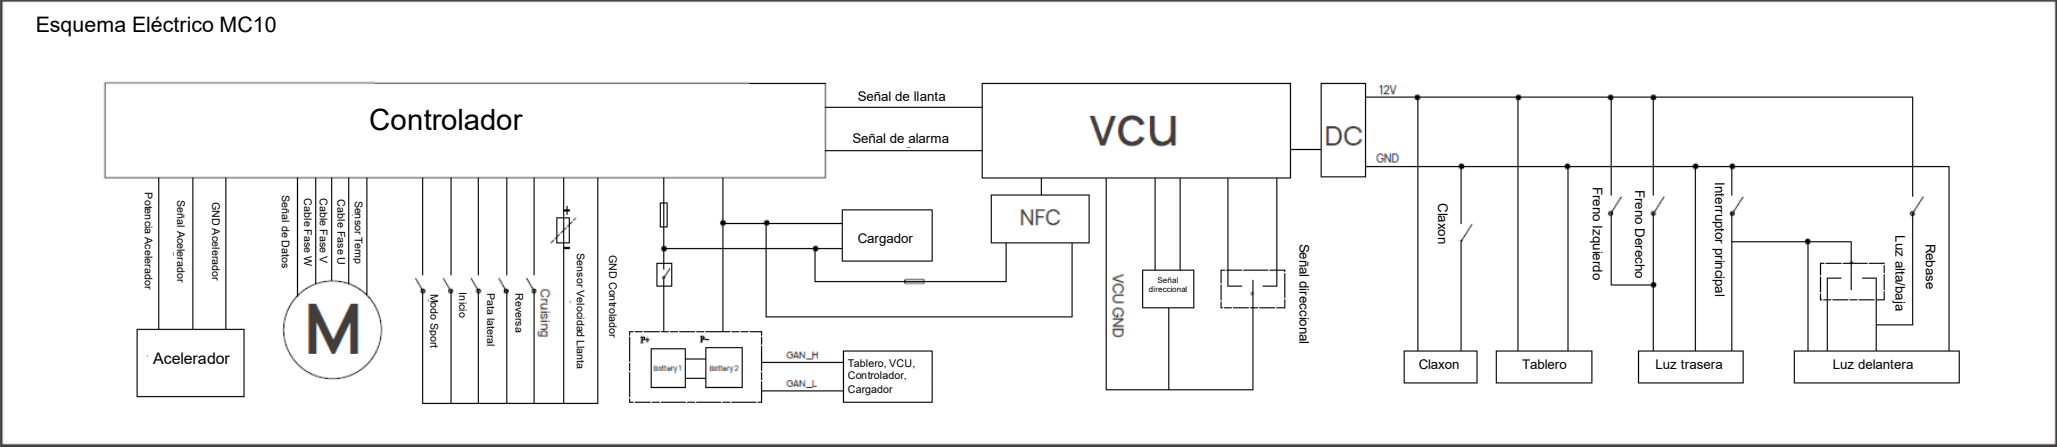 Esquema Eléctrico MC10
Controlador
Señal de llanta
Señal de alarma
VCU
DC
12V
GND
Potencia Acelerador
Señal Acelerador
GND Acelerador
Acelerador
Señal de Datos
Cable Fase W
Cable Fase V
Cable Fase U
Sensor Temp
M
Modo Sport
Inicio
Pata lateral
Reversa
Cruising
+
-
Sensor Velocidad Llanta
GND Controlador
Cargador
NFC
P+
P-
Battery 1
Battery 2
GAN_H
GAN_L
Tablero, VCU,
Controlador,
Cargador
VCU GND
Señal
direccional
Señal direccional
Claxon
Freno Izquierdo
Freno Derecho
Interruptor principal
Luz alta/baja
Rebase
Claxon
Tablero
Luz trasera
Luz delantera